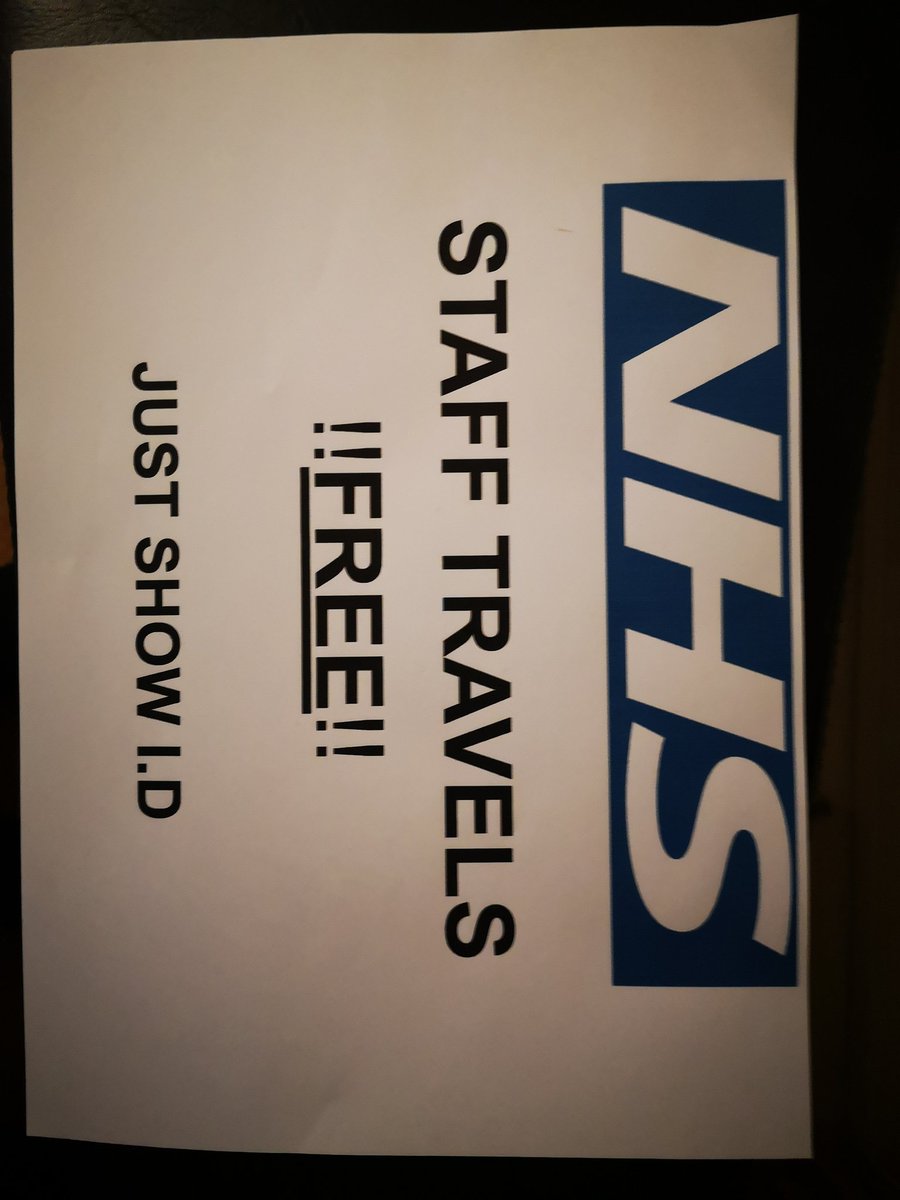 NHS
STAFF TRAVELS
!!FREE!!
JUST SHOW I.D